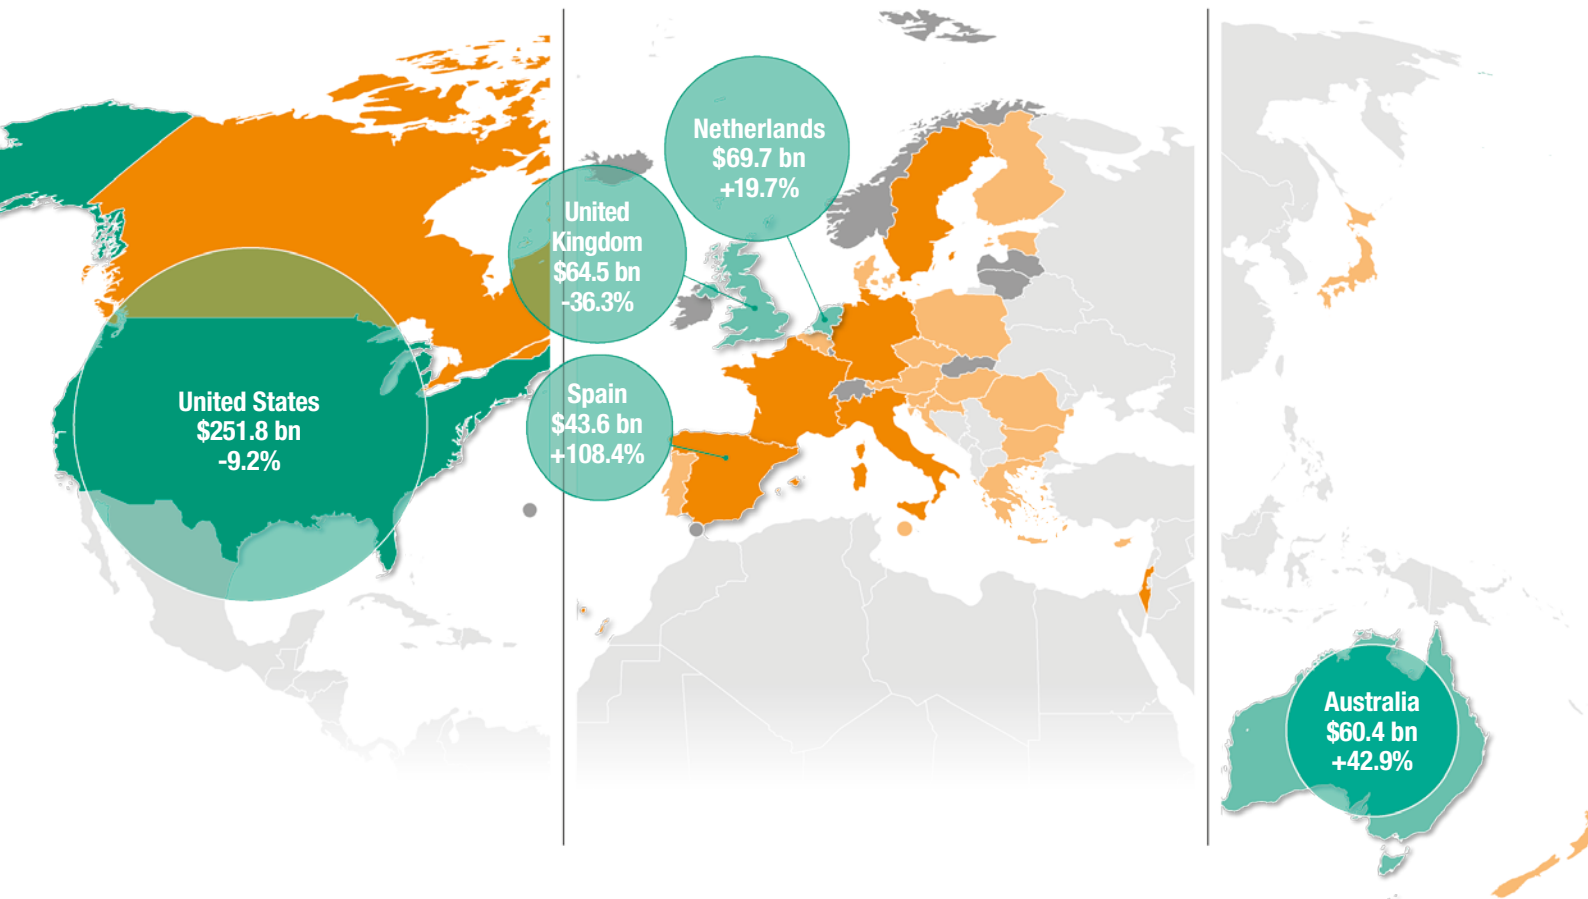 Netherlands
$69.7 bn
+19.7%
United
Kingdom
$64.5 bn
-36.3%
Spain
$43.6 bn
+108.4%
United States
$251.8 bn
-9.2%
Australia
$60.4 bn
+42.9%